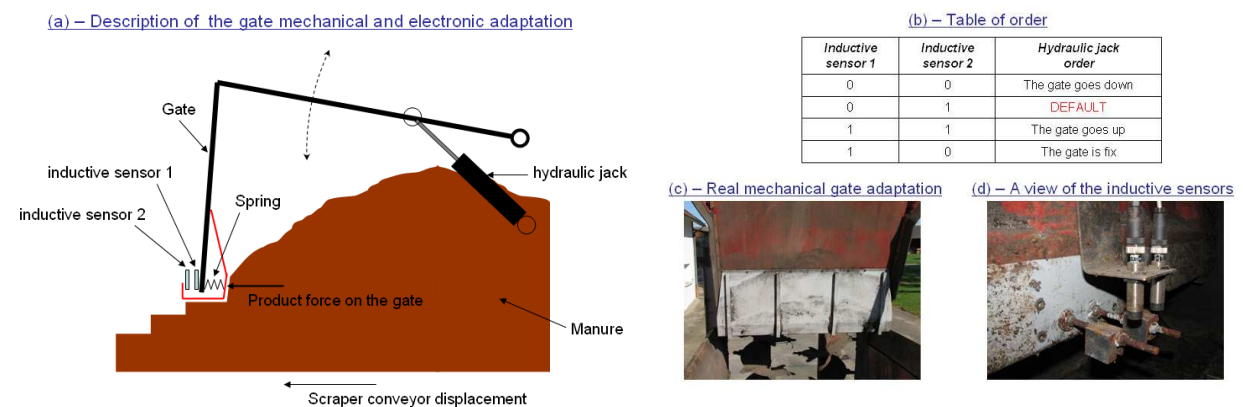 (a) – Description of the gate mechanical and electronic adaptation
Gate
inductive sensor 1
inductive sensor 2
Spring
hydraulic jack
Product force on the gate
Manure
Scraper conveyor displacement
(b) – Table of order
Inductive sensor 1 Inductive sensor 2 Hydraulic jack order
0 0 The gate goes down
0 1 DEFAULT
1 1 The gate goes up
1 0 The gate is fix
(c) – Real mechanical gate adaptation
(d) – A view of the inductive sensors